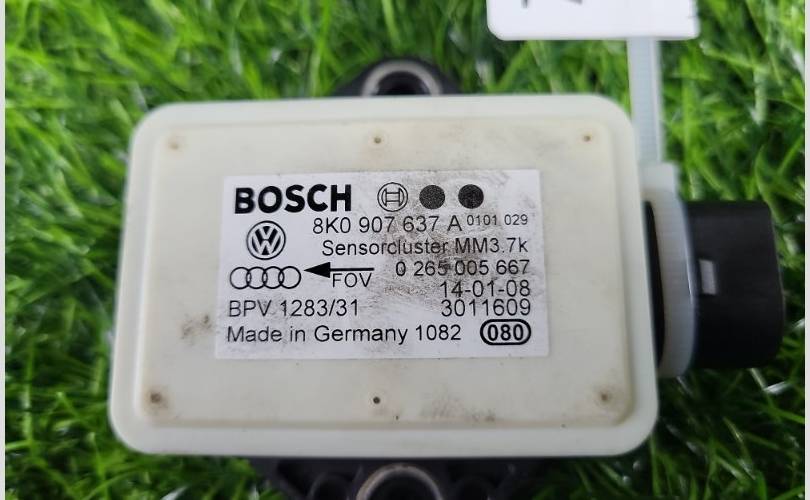 BOSCH
8K0 907 637 A 0101 029
Sensorcluster MM3.7k
0 265 005 667
FOV
14-01-08
BPV 1283/31 3011609
Made in Germany 1082 080